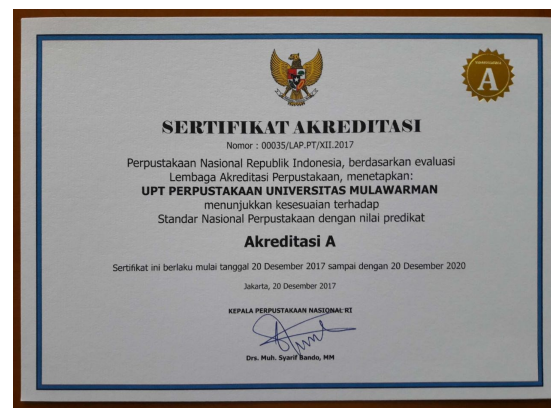 A
SERTIFIKAT AKREDITASI
Nomor : 00035/LAP.PT/XII.2017
Perpustakaan Nasional Republik Indonesia, berdasarkan evaluasi
Lembaga Akreditasi Perpustakaan, menetapkan:
UPT PERPUSTAKAAN UNIVERSITAS MULAWARMAN
menunjukkan kesesuaian terhadap
Standar Nasional Perpustakaan dengan nilai predikat
Akreditasi A
Sertifikat ini berlaku mulai tanggal 20 Desember 2017 sampai dengan 20 Desember 2020
Jakarta, 20 Desember 2017
KEPALA PERPUSTAKAAN NASIONAL RI
Drs. Muh. Syarif Bando, MM